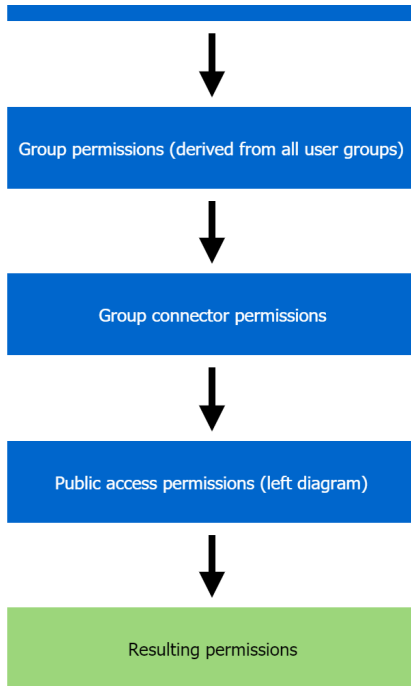 Group permissions (derived from all user groups)
Group connector permissions
Public access permissions (left diagram)
Resulting permissions